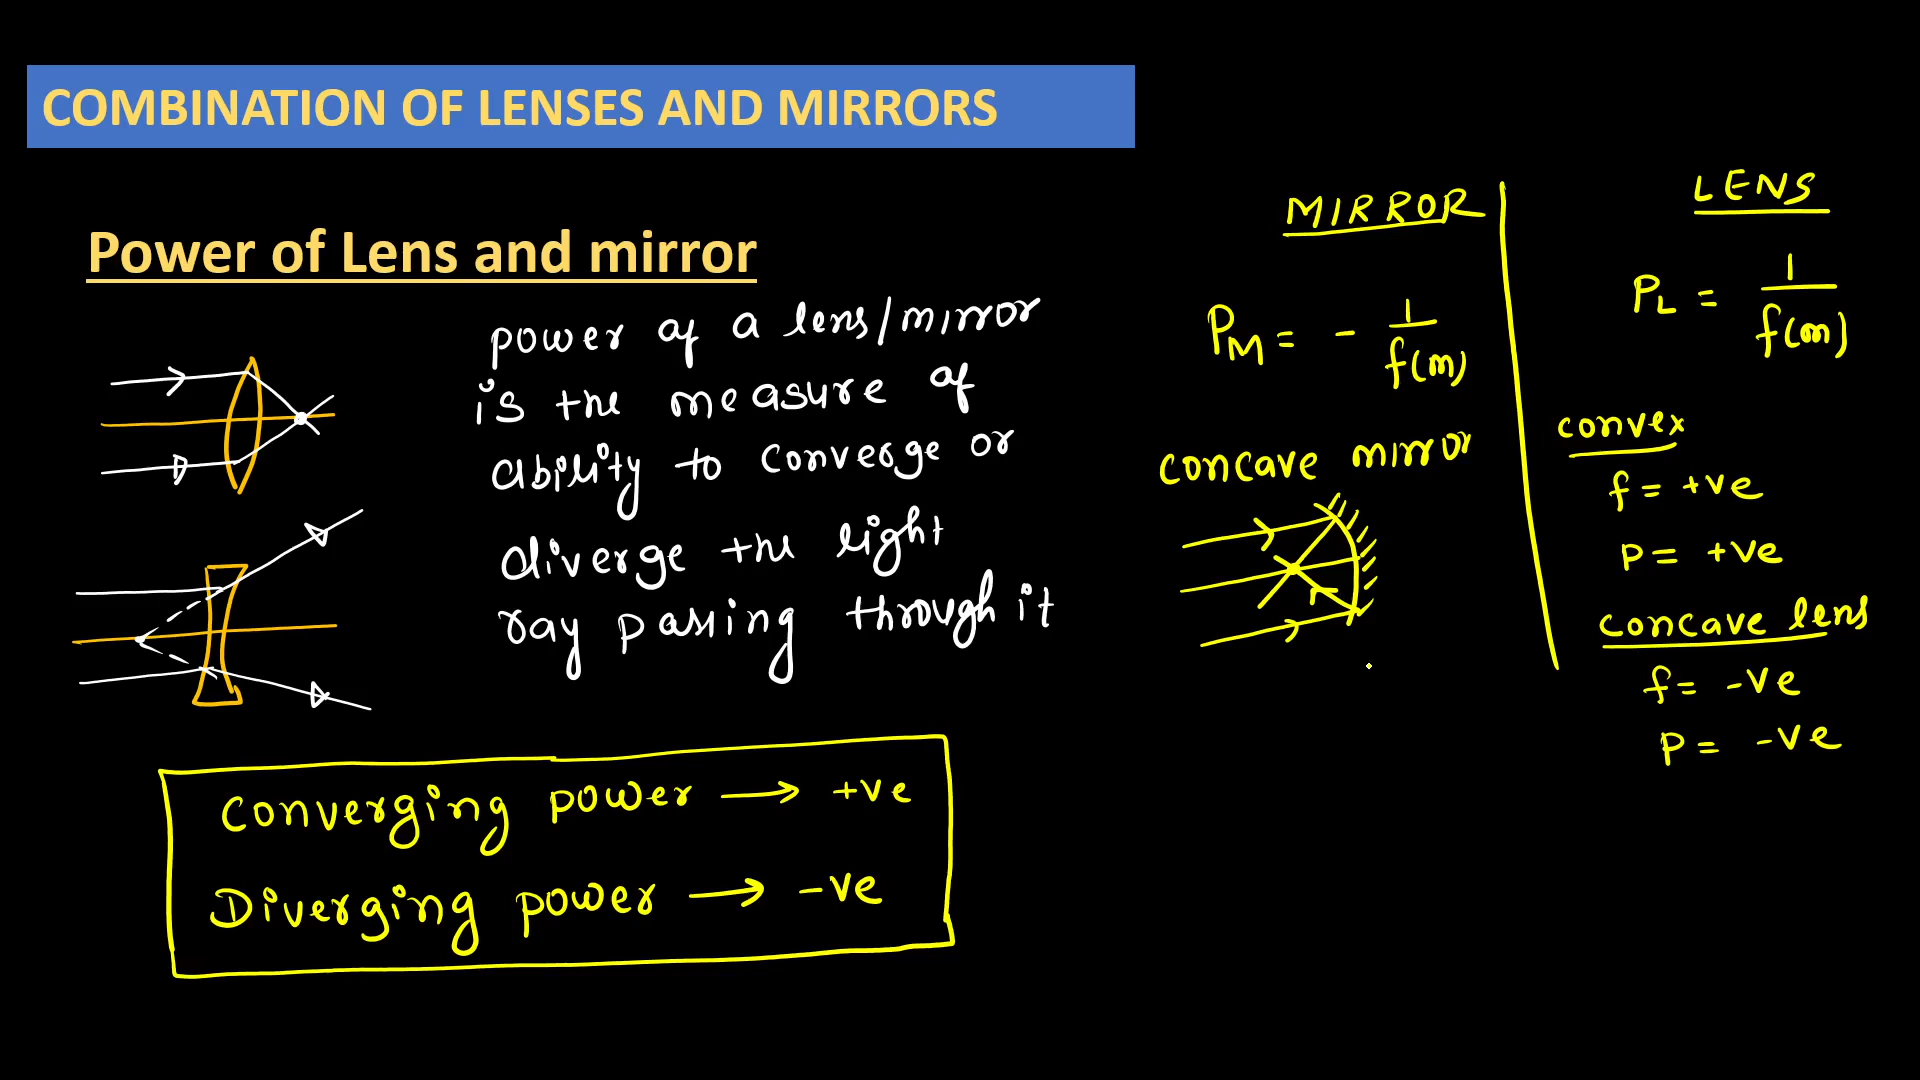 COMBINATION OF LENSES AND MIRRORS
Power of Lens and mirror
power of a lens/mirror
is the measure of
ability to converge or
diverge the light
ray passing through it
Converging power → +ve
Diverging power → -ve
MIRROR
P_M = - 1/f(m)
concave mirror
LENS
P_L = 1/f(m)
convex
f = +ve
P = +ve
concave lens
f = -ve
P = -ve